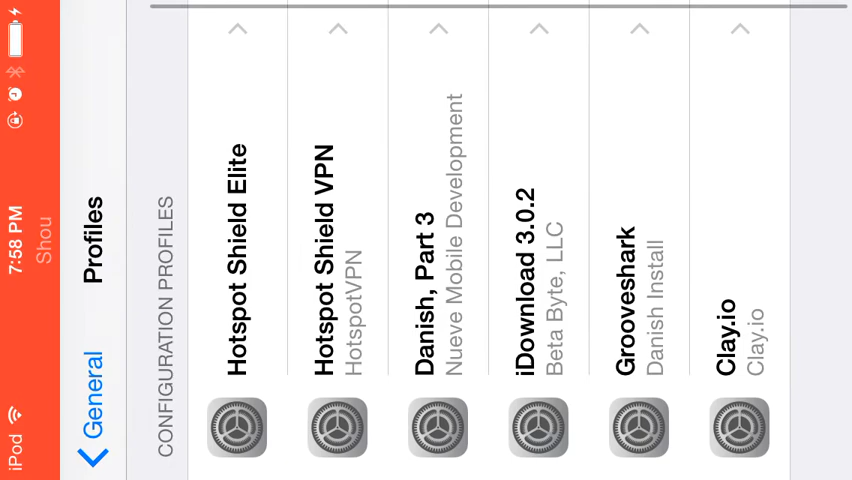 iPod 7:58 PM
Shou
General Profiles
CONFIGURATION PROFILES
Hotspot Shield Elite
Hotspot Shield VPN
HotspotVPN
Danish, Part 3
Nueve Mobile Development
iDownload 3.0.2
Beta Byte, LLC
Grooveshark
Danish Install
Clay.io
Clay.io